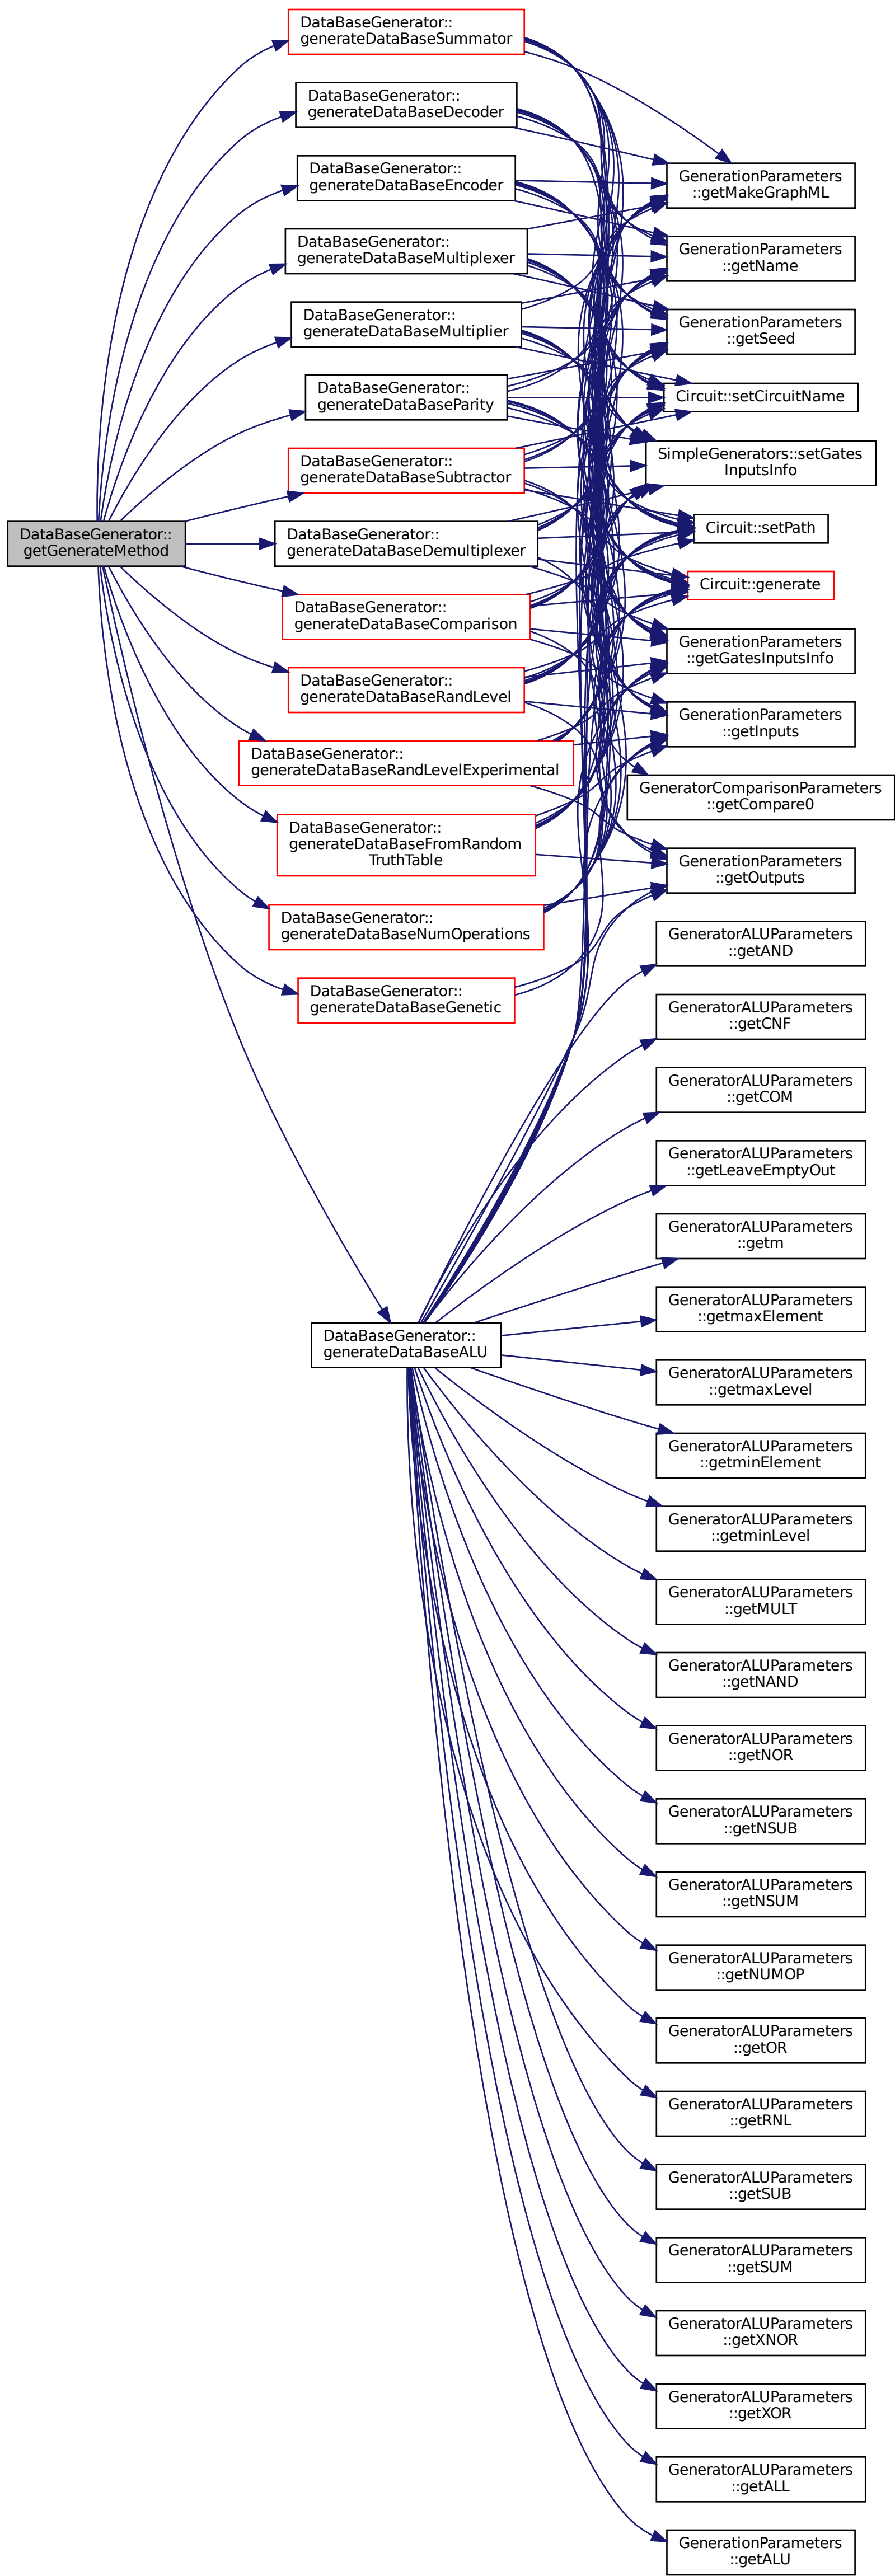 DataBaseGenerator::
getGenerateMethod
DataBaseGenerator::
generateDataBaseSummator
DataBaseGenerator::
generateDataBaseDecoder
DataBaseGenerator::
generateDataBaseEncoder
DataBaseGenerator::
generateDataBaseMultiplexer
DataBaseGenerator::
generateDataBaseMultiplier
DataBaseGenerator::
generateDataBaseParity
DataBaseGenerator::
generateDataBaseSubtractor
DataBaseGenerator::
generateDataBaseDemultiplexer
DataBaseGenerator::
generateDataBaseComparison
DataBaseGenerator::
generateDataBaseRandLevel
DataBaseGenerator::
generateDataBaseRandLevelExperimental
DataBaseGenerator::
generateDataBaseFromRandom
TruthTable
DataBaseGenerator::
generateDataBaseNumOperations
DataBaseGenerator::
generateDataBaseGenetic
DataBaseGenerator::
generateDataBaseALU
GenerationParameters
::getMakeGraphML
GenerationParameters
::getName
GenerationParameters
::getSeed
Circuit::setCircuitName
SimpleGenerators::setGates
InputsInfo
Circuit::setPath
Circuit::generate
GenerationParameters
::getGatesInputsInfo
GenerationParameters
::getInputs
GeneratorComparisonParameters
::getCompare0
GenerationParameters
::getOutputs
GeneratorALUParameters
::getAND
GeneratorALUParameters
::getCNF
GeneratorALUParameters
::getCOM
GeneratorALUParameters
::getLeaveEmptyOut
GeneratorALUParameters
::getm
GeneratorALUParameters
::getmaxElement
GeneratorALUParameters
::getmaxLevel
GeneratorALUParameters
::getminElement
GeneratorALUParameters
::getminLevel
GeneratorALUParameters
::getMULT
GeneratorALUParameters
::getNAND
GeneratorALUParameters
::getNOR
GeneratorALUParameters
::getNSUB
GeneratorALUParameters
::getNSUM
GeneratorALUParameters
::getNUMOP
GeneratorALUParameters
::getOR
GeneratorALUParameters
::getRNL
GeneratorALUParameters
::getSUB
GeneratorALUParameters
::getSUM
GeneratorALUParameters
::getXNOR
GeneratorALUParameters
::getXOR
GeneratorALUParameters
::getALL
GenerationParameters
::getALU